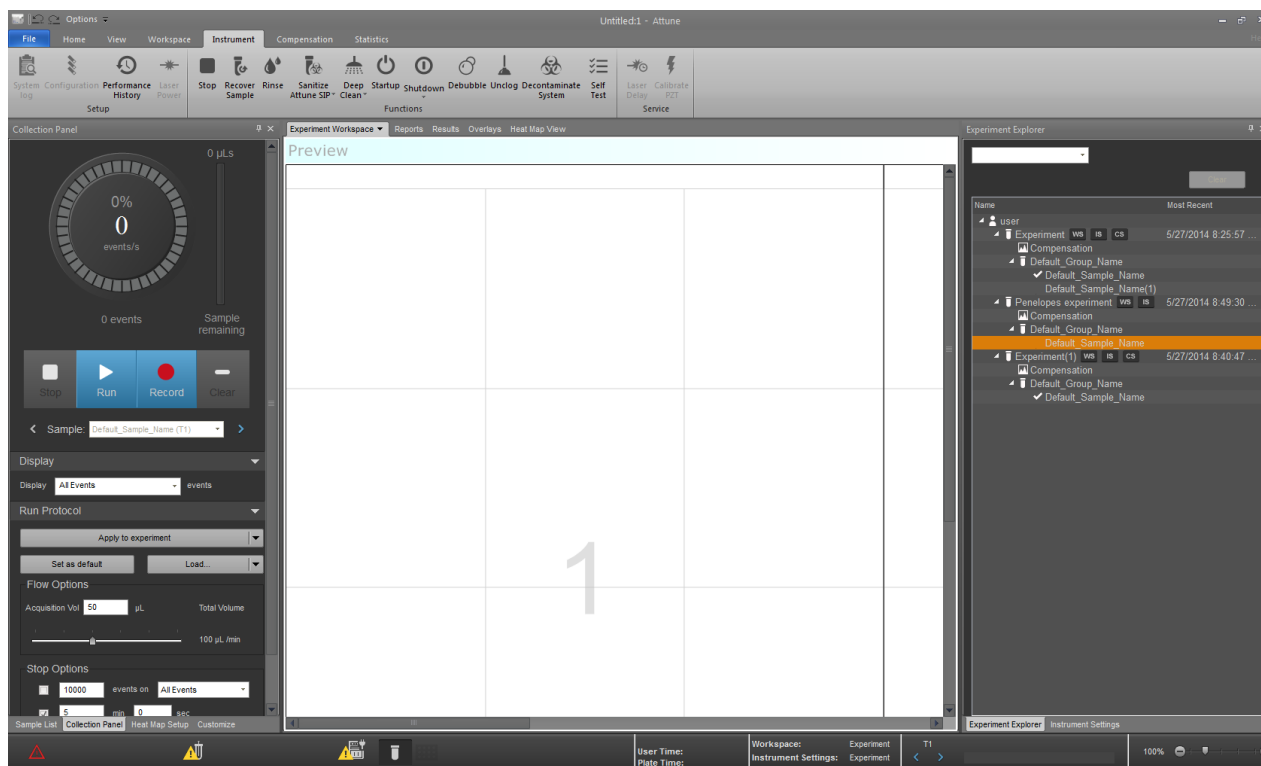 Options
Untitled:1 - Attune
File Home View Workspace Instrument Compensation Statistics
System log
Configuration
Performance History
Laser Power
Stop
Recover Sample
Rinse
Sanitize Attune SIP
Deep Clean
Startup
Shutdown
Debubble
Unclog
Decontaminate System
Self Test
Laser Delay
Calibrate PZT
Setup Functions Service
Collection Panel
0 µLs
0%
0
events/s
0 events
Sample remaining
Stop Run Record Clear
Sample: Default_Sample_Name (T1)
Display
Display All Events events
Run Protocol
Apply to experiment
Set as default Load...
Flow Options
Acquisition Vol 50 µL Total Volume
100 µL /min
Stop Options
10000 events on All Events
5 min 0 sec
Sample List Collection Panel Heat Map Setup Customize
Experiment Workspace Reports Results Overlays Heat Map View
Preview
1
Experiment Explorer
Clear
Name Most Recent
user
Experiment WS IS CS 5/27/2014 8:25:57 ...
Compensation
Default_Group_Name
Default_Sample_Name
Default_Sample_Name(1)
Penelopes experiment WS IS 5/27/2014 8:49:30 ...
Compensation
Default_Group_Name
Default_Sample_Name
Experiment(1) WS IS CS 5/27/2014 8:40:47 ...
Compensation
Default_Group_Name
Default_Sample_Name
Experiment Explorer Instrument Settings
User Time:
Plate Time:
Workspace: Experiment
Instrument Settings: Experiment
T1
100%